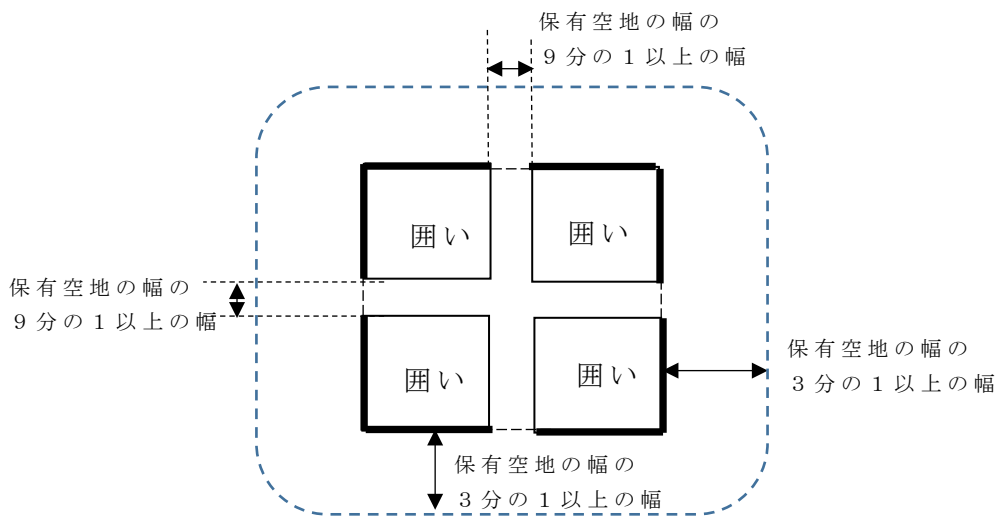 保有空地の幅の
９分の１以上の幅
囲い
囲い
保有空地の幅の
９分の１以上の幅
囲い
囲い
保有空地の幅の
３分の１以上の幅
保有空地の幅の
３分の１以上の幅